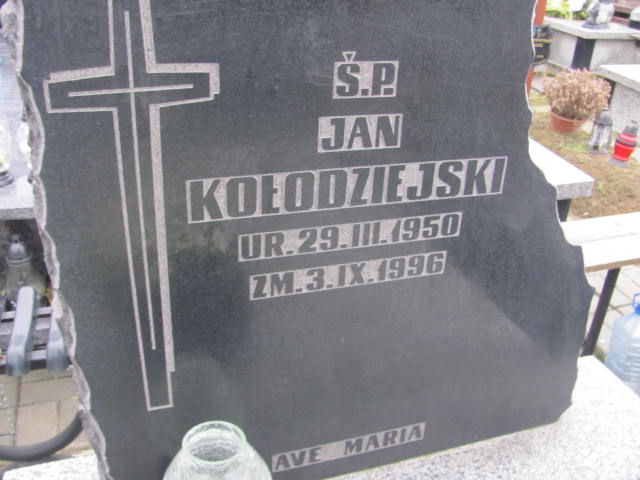 Ś.P.
JAN
KOŁODZIEJSKI
UR.29.III.1950
ZM.3.IX.1996
AVE MARIA